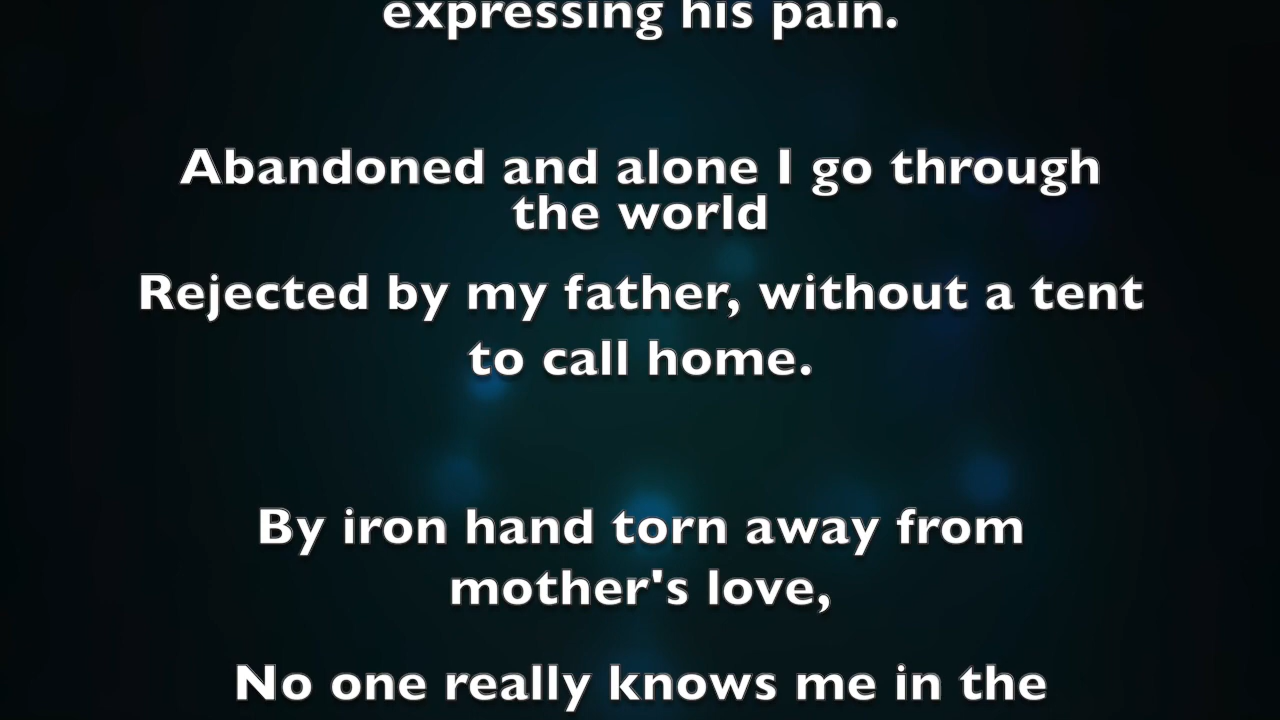 expressing his pain.
Abandoned and alone I go through
the world
Rejected by my father, without a tent
to call home.
By iron hand torn away from
mother's love,
No one really knows me in the